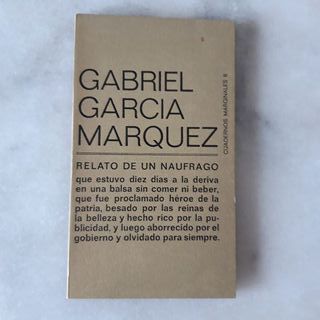 GABRIEL
GARCIA
MARQUEZ
CUADERNOS MARGINALES 8
RELATO DE UN NAUFRAGO
que estuvo diez días a la deriva
en una balsa sin comer ni beber,
que fue proclamado héroe de la
patria, besado por las reinas de
la belleza y hecho rico por la pu-
blicidad, y luego aborrecido por el
gobierno y olvidado para siempre.